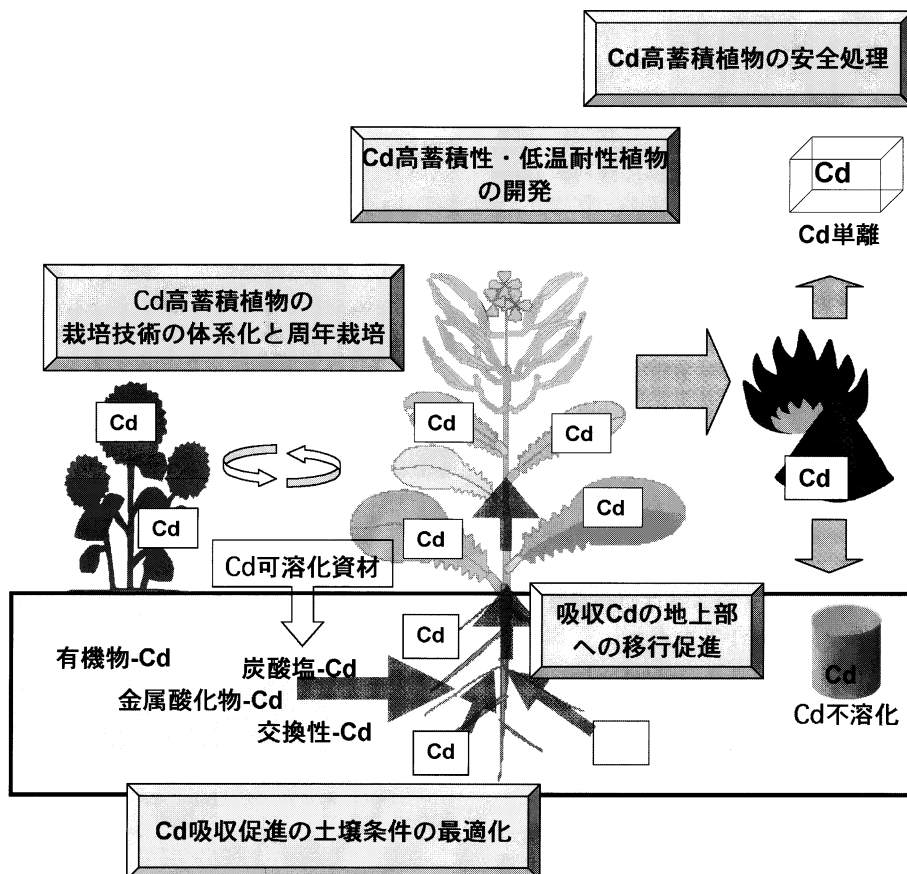 Cd高蓄積植物の安全処理
Cd高蓄積性・低温耐性植物
の開発
Cd
Cd単離
Cd高蓄積植物の
栽培技術の体系化と周年栽培
Cd
Cd
Cd
Cd
Cd
Cd
Cd
Cd可溶化資材
吸収Cdの地上部
への移行促進
Cd
有機物-Cd
炭酸塩-Cd
金属酸化物-Cd
交換性-Cd
Cd
Cd
Cd不溶化
Cd吸収促進の土壌条件の最適化